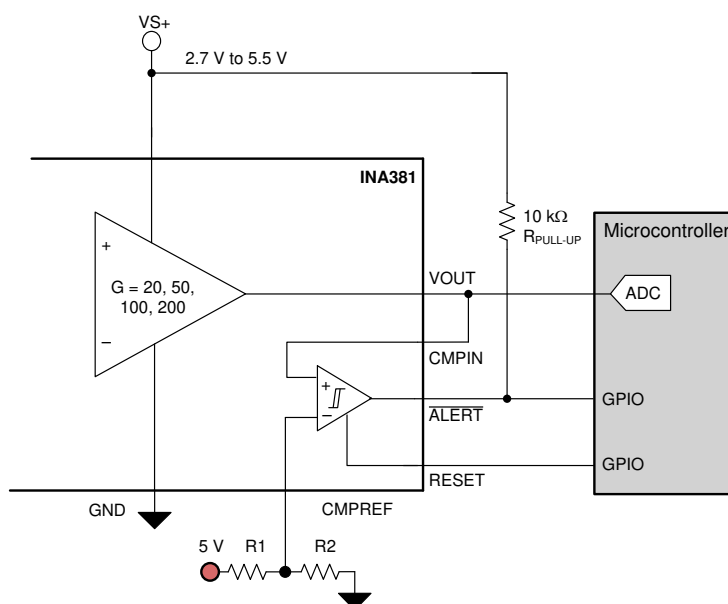 VS+
2.7 V to 5.5 V
INA381
10 kΩ
RPULL-UP
Microcontroller
+
G = 20, 50,
100, 200
−
VOUT
ADC
CMPIN
+
−
ALERT
GPIO
GPIO
RESET
GND
CMPREF
5 V
R1
R2